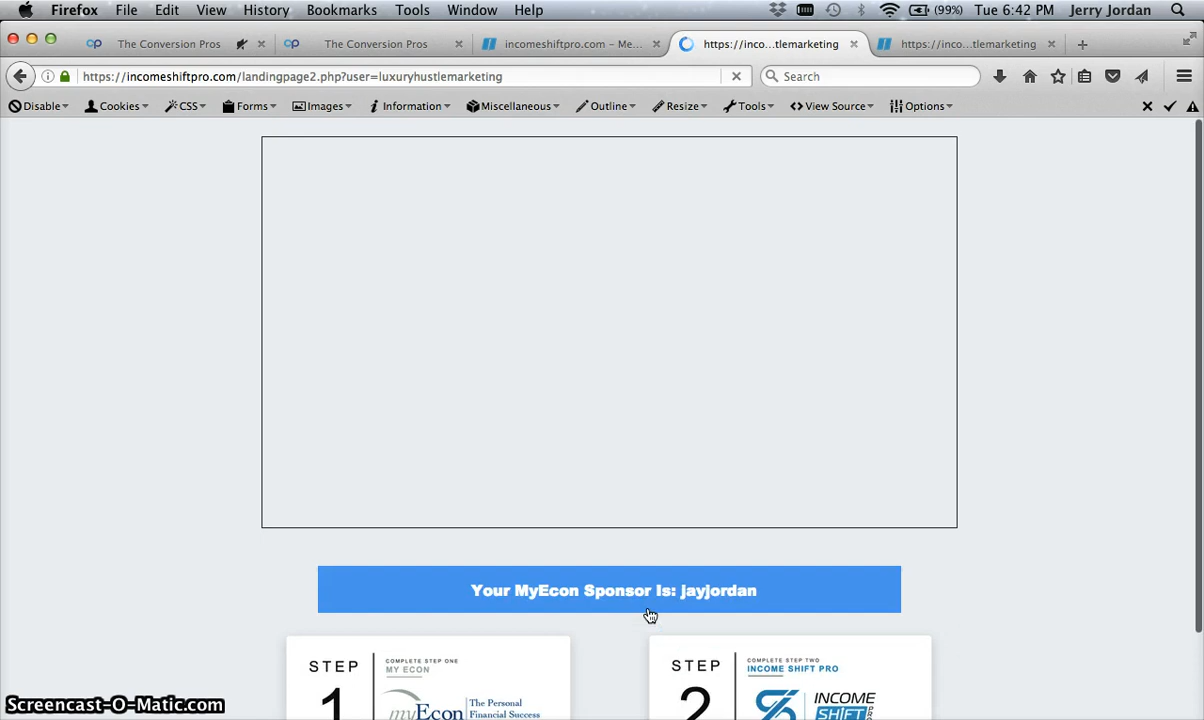 Firefox File Edit View History Bookmarks Tools Window Help (99%) Tue 6:42 PM Jerry Jordan
The Conversion Pros The Conversion Pros incomeshiftpro.com – Me... https://inco...tlemarketing https://inco...tlemarketing
https://incomeshiftpro.com/landingpage2.php?user=luxuryhustlemarketing Search
Disable Cookies CSS Forms Images Information Miscellaneous Outline Resize Tools View Source Options
Your MyEcon Sponsor Is: jayjordan
STEP
1
COMPLETE STEP ONE
MY ECON
myEcon
The Personal
Financial Success
STEP
2
COMPLETE STEP TWO
INCOME SHIFT PRO
INCOME
SHIFT
Screencast-O-Matic.com